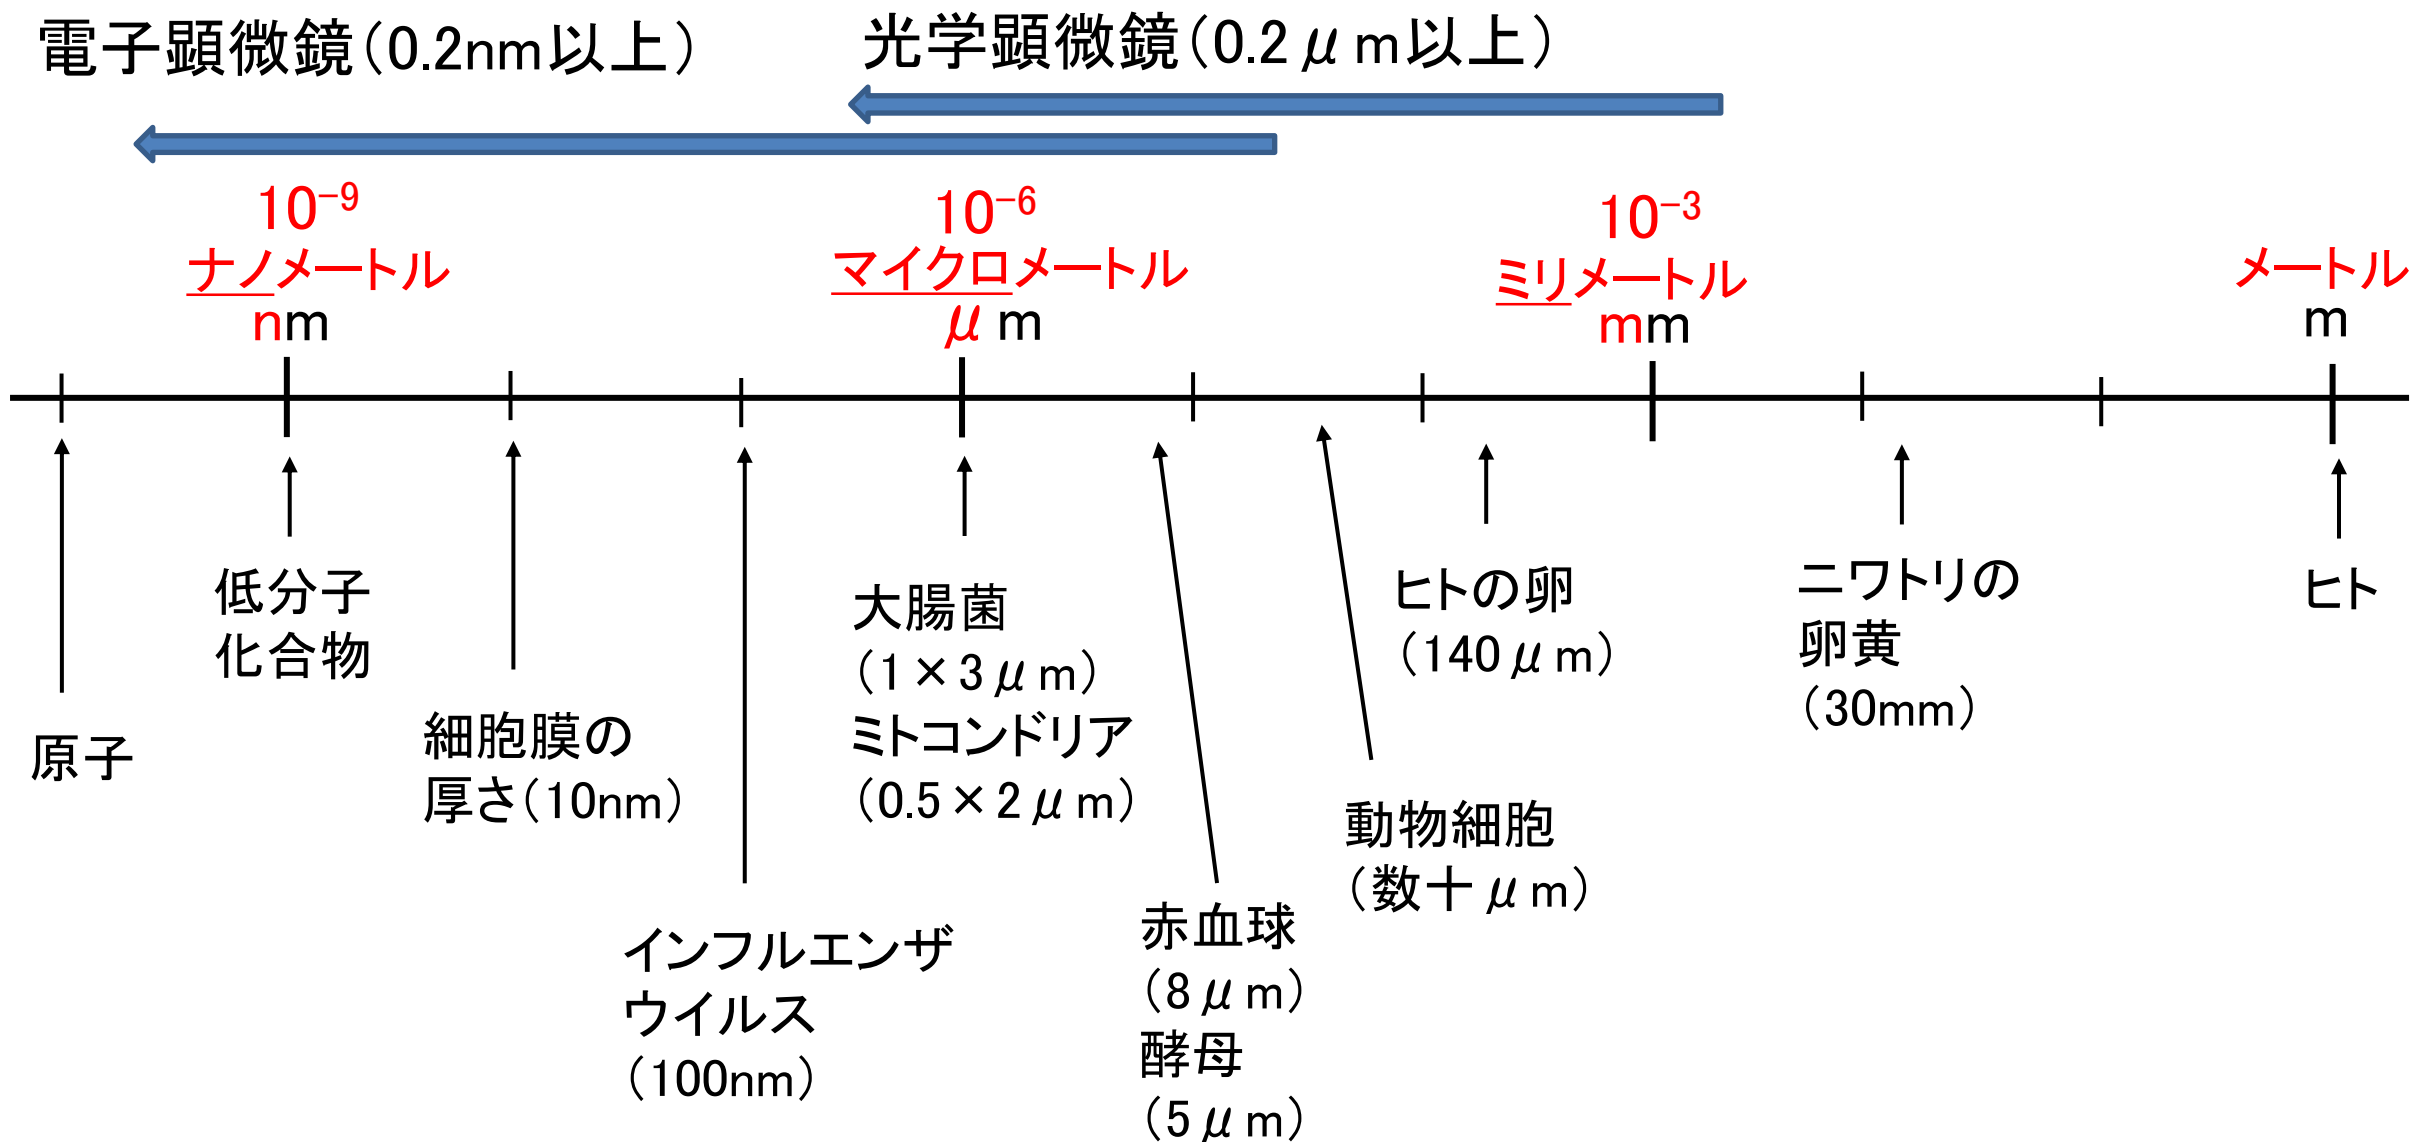 電子顕微鏡(0.2nm以上)
光学顕微鏡(0.2μm以上)
10⁻⁹
ナノメートル
nm
10⁻⁶
マイクロメートル
μm
10⁻³
ミリメートル
mm
メートル
m
原子
低分子
化合物
細胞膜の
厚さ(10nm)
インフルエンザ
ウイルス
(100nm)
大腸菌
(1×3μm)
ミトコンドリア
(0.5×2μm)
赤血球
(8μm)
酵母
(5μm)
動物細胞
(数十μm)
ヒトの卵
(140μm)
ニワトリの
卵黄
(30mm)
ヒト